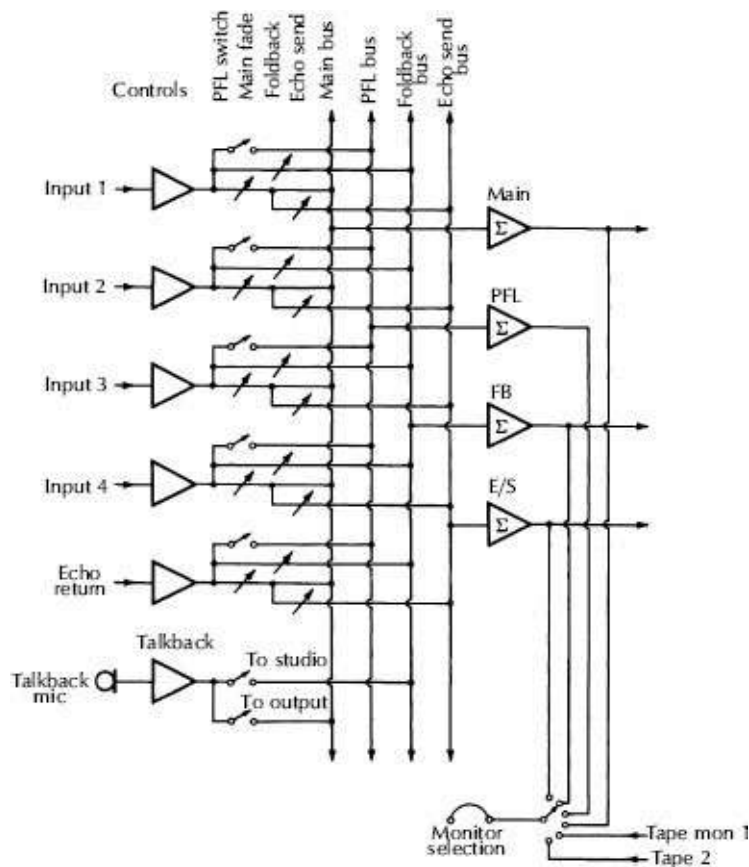 Controls
PFL switch
Main fade
Foldback
Echo send
Main bus
PFL bus
Foldback
bus
Echo send
bus
Input 1
Main
Σ
Input 2
PFL
Σ
Input 3
FB
Σ
Input 4
E/S
Σ
Echo
return
Talkback
To studio
Talkback
mic
To output
Monitor
selection
Tape mon 1
Tape 2